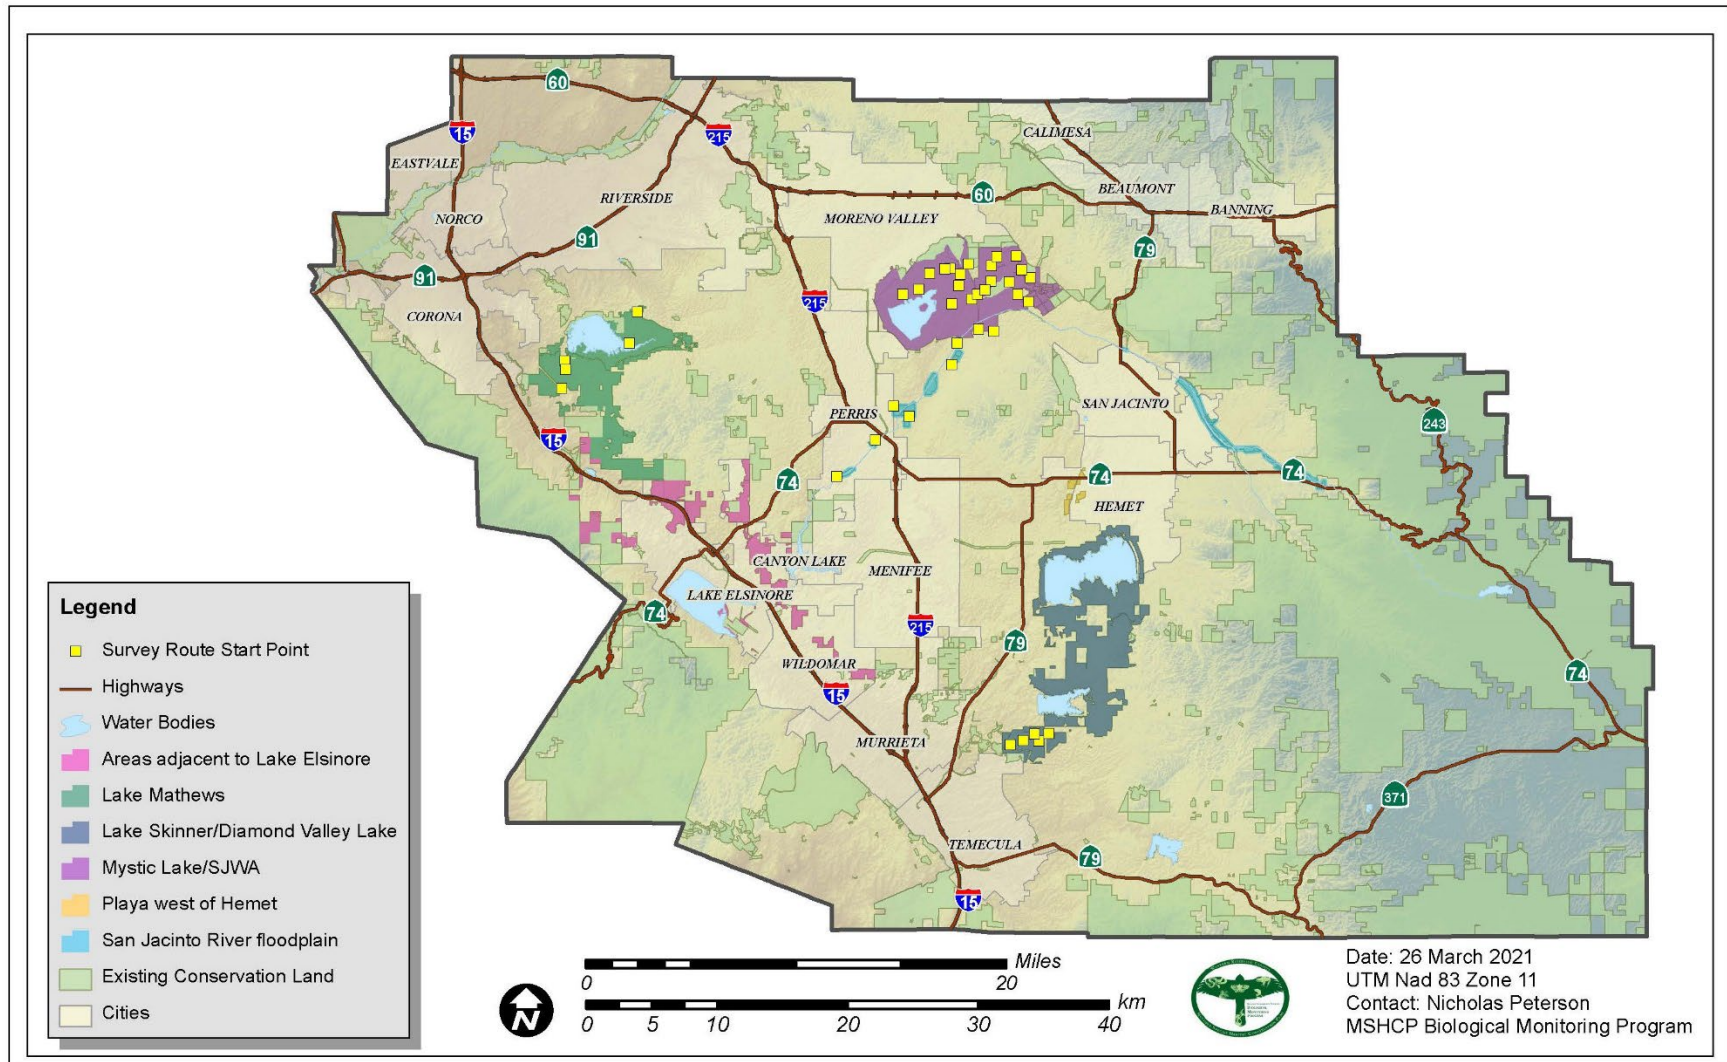 60
15
215
CALIMESA
EASTVALE
RIVERSIDE
60
BEAUMONT
BANNING
NORCO
MORENO VALLEY
91
79
91
215
CORONA
PERRIS
SAN JACINTO
243
15
74
74
74
HEMET
CANYON LAKE
MENIFEE
LAKE ELSINORE
74
215
79
WILDOMAR
15
74
MURRIETA
371
TEMECULA
79
15
Legend
Survey Route Start Point
Highways
Water Bodies
Areas adjacent to Lake Elsinore
Lake Mathews
Lake Skinner/Diamond Valley Lake
Mystic Lake/SJWA
Playa west of Hemet
San Jacinto River floodplain
Existing Conservation Land
Cities
N
Miles
0 20
km
0 5 10 20 30 40
Date: 26 March 2021
UTM Nad 83 Zone 11
Contact: Nicholas Peterson
MSHCP Biological Monitoring Program